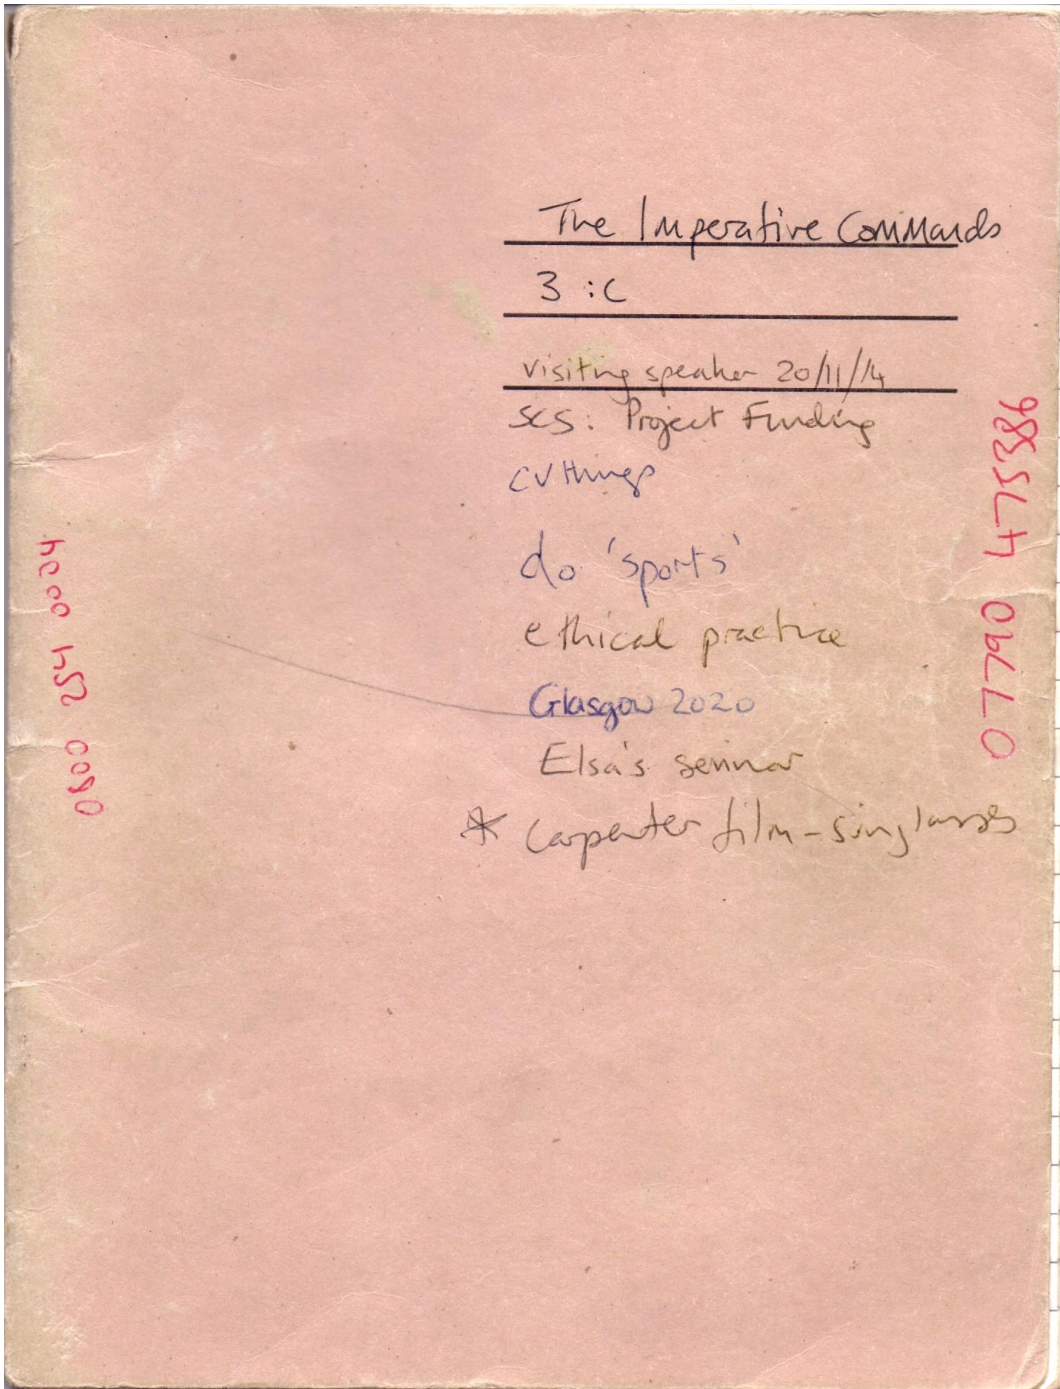 The Imperative Commands
3 :C
visiting speaker 20/11/14
SCS: Project Funding
CV things
do 'sports'
ethical practice
Glasgow 2020
Elsa's seminar
* Carpenter film - sunglasses
0800 254 0004
07790 475386